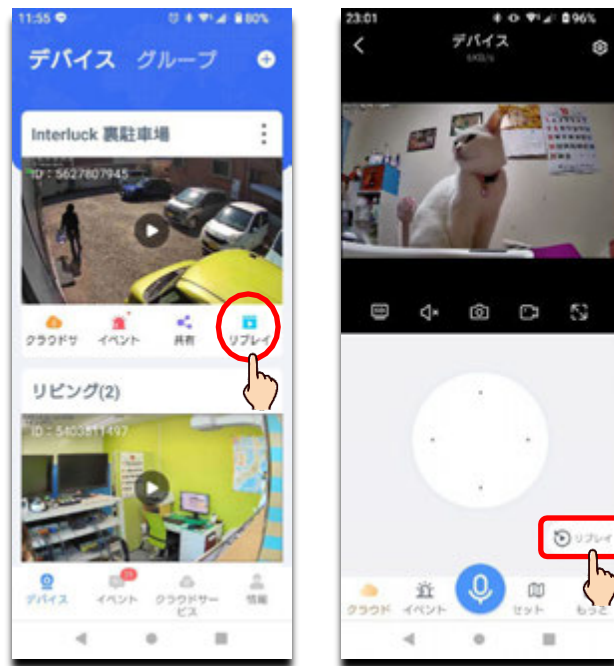 11:55
80%
デバイス グループ
Interluck 裏駐車場
ID：5627807945
クラウドサ イベント 共有 リプレイ
リビング(2)
ID：5403811497
デバイス イベント クラウドサービス 情報
23:01
96%
デバイス
リプレイ
クラウド イベント セット もっと